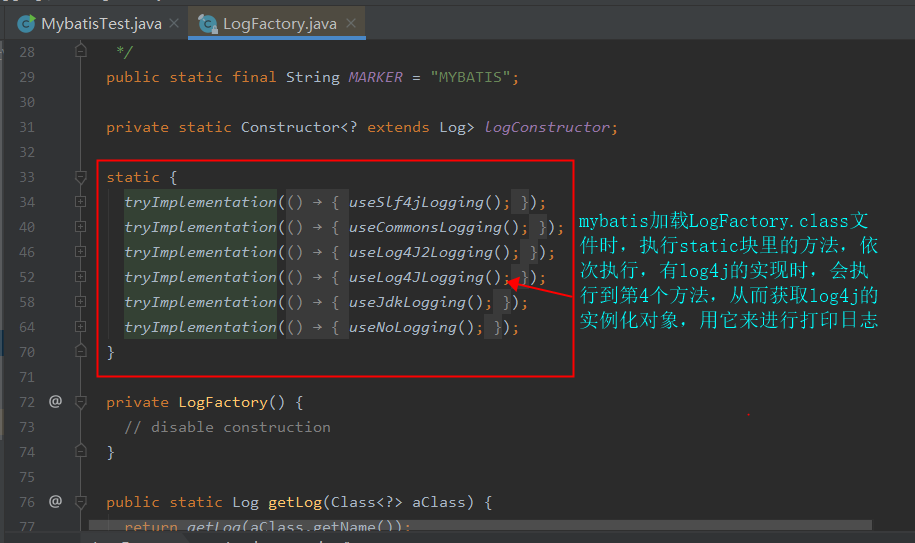 MybatisTest.java × LogFactory.java ×
28 */
29 public static final String MARKER = "MYBATIS";
30
31 private static Constructor<? extends Log> logConstructor;
32
33 static {
34 tryImplementation(() → { useSlf4jLogging(); });
40 tryImplementation(() → { useCommonsLogging(); });
46 tryImplementation(() → { useLog4J2Logging(); });
52 tryImplementation(() → { useLog4JLogging(); });
58 tryImplementation(() → { useJdkLogging(); });
64 tryImplementation(() → { useNoLogging(); });
70 }
71
mybatis加载LogFactory.class文
件时，执行static块里的方法，依
次执行，有log4j的实现时，会执
行到第4个方法，从而获取log4j的
实例化对象，用它来进行打印日志
72 @ private LogFactory() {
73 // disable construction
74 }
75
76 @ public static Log getLog(Class<?> aClass) {
77 return getLog(aClass.getName());